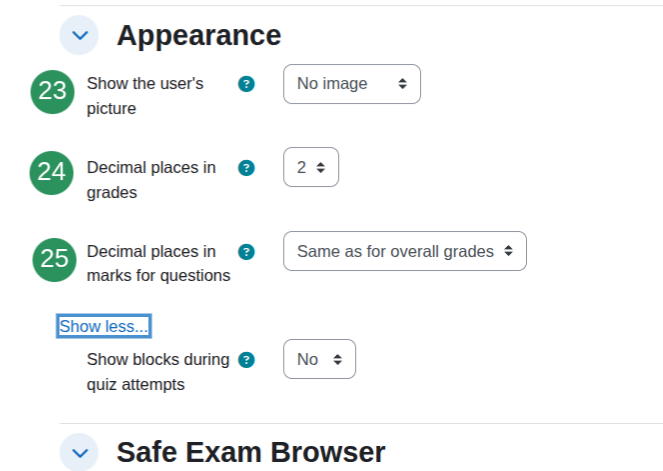 Appearance
23 Show the user's picture ? No image
24 Decimal places in grades ? 2
25 Decimal places in marks for questions ? Same as for overall grades
Show less...
Show blocks during quiz attempts ? No
Safe Exam Browser